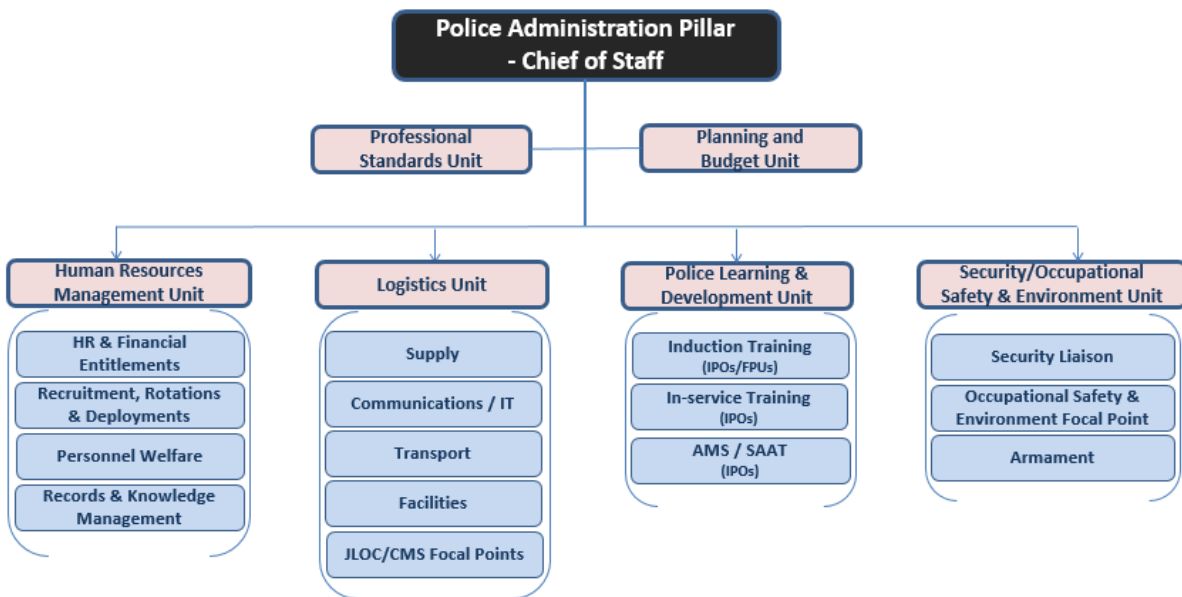 Police Administration Pillar
- Chief of Staff
Professional
Standards Unit
Planning and
Budget Unit
Human Resources
Management Unit
HR & Financial
Entitlements
Recruitment, Rotations
& Deployments
Personnel Welfare
Records & Knowledge
Management
Logistics Unit
Supply
Communications / IT
Transport
Facilities
JLOC/CMS Focal Points
Police Learning &
Development Unit
Induction Training
(IPOs/FPUs)
In-service Training
(IPOs)
AMS / SAAT
(IPOs)
Security/Occupational
Safety & Environment Unit
Security Liaison
Occupational Safety &
Environment Focal Point
Armament